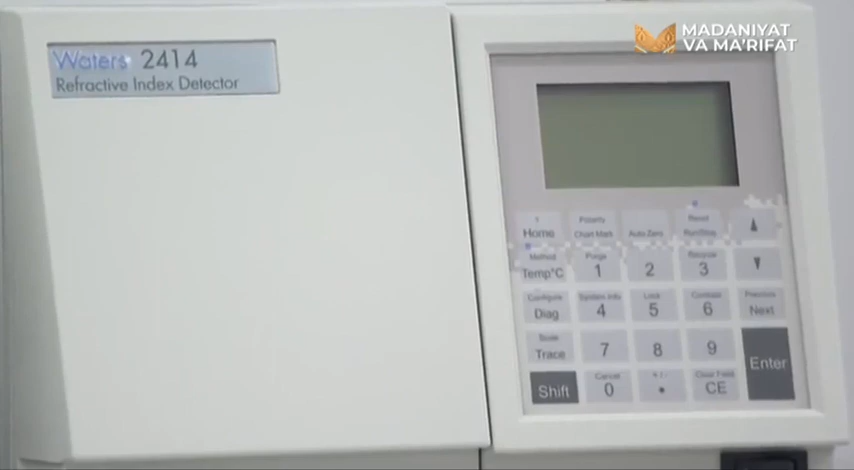 MADANIYAT
VA MA'RIFAT
Waters 2414
Refractive Index Detector
?
Home
Polarity
Chart Mark
Auto Zero
Reset
Run/Stop
Method
Temp°C
Purge
1
2
Recycle
3
Configure
Diag
System Info
4
Lock
5
Contrast
6
Previous
Next
Scale
Trace
7
8
9
Enter
Shift
Cancel
0
+/-
.
Clear Field
CE